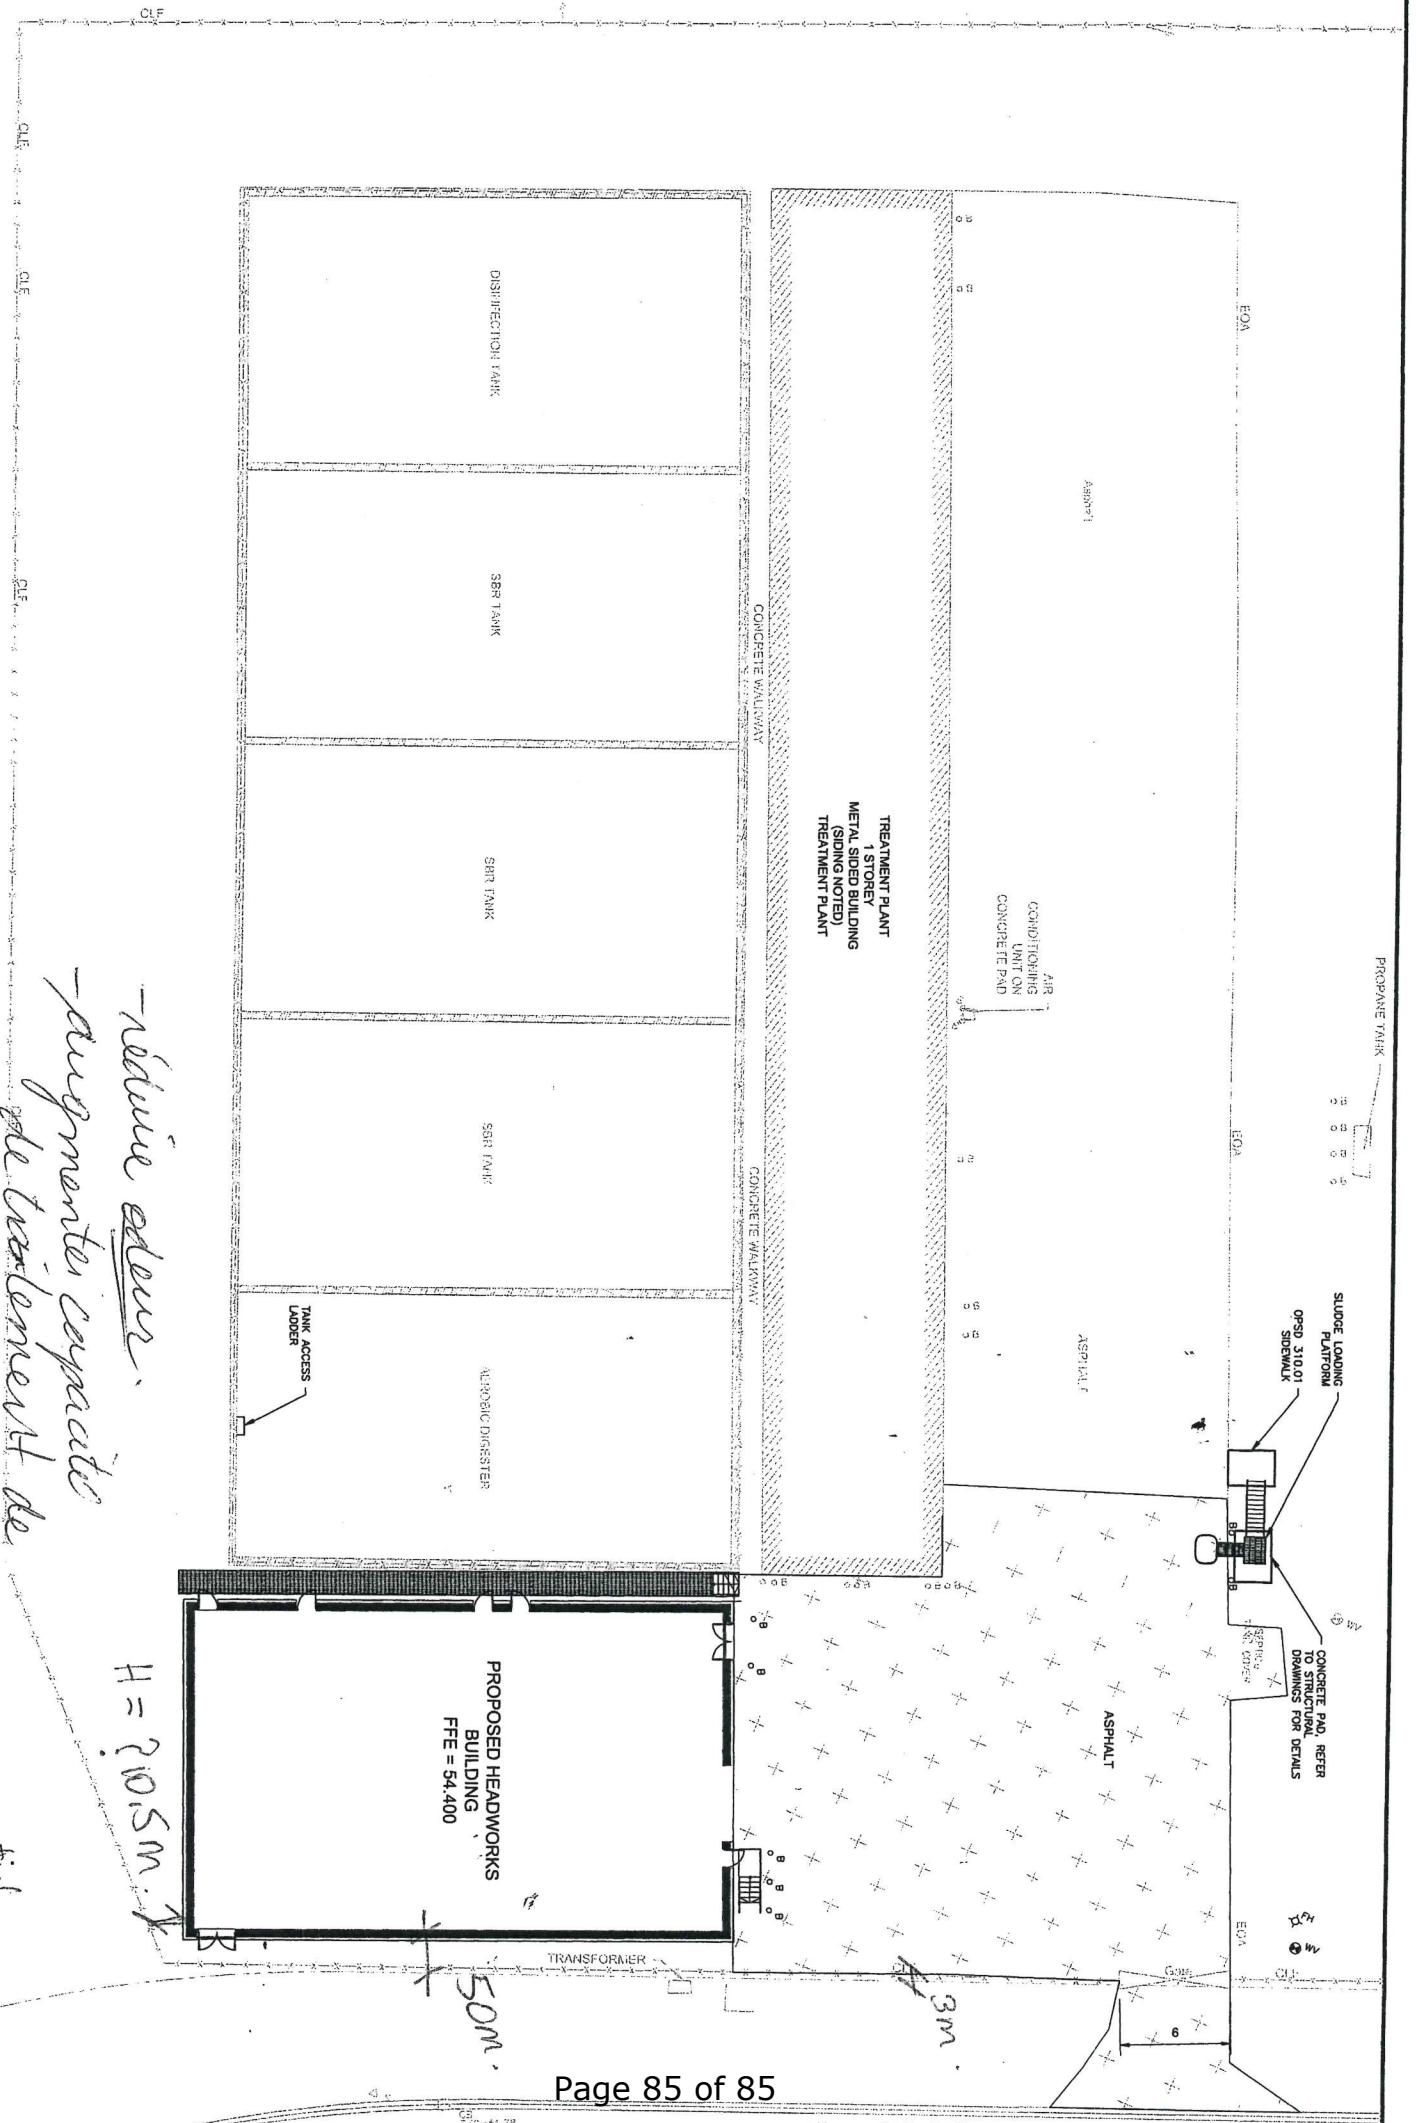 CLF
CLF
CLF
CLF
EOA
EOA
EOA
PROPANE TANK
Asphalt
ASPHALT
ASPHALT
AIR
CONDITIONING
UNIT ON
CONCRETE PAD
SLUDGE LOADING
PLATFORM
OPSD 310.01
SIDEWALK
CONCRETE PAD, REFER
TO STRUCTURAL
DRAWINGS FOR DETAILS
WV
FH
WV
TREATMENT PLANT
1 STOREY
METAL SIDED BUILDING
(SIDING NOTED)
TREATMENT PLANT
CONCRETE WALKWAY
CONCRETE WALKWAY
DISINFECTION TANK
SBR TANK
SBR TANK
SBR TANK
AEROBIC DIGESTER
TANK ACCESS
LADDER
PROPOSED HEADWORKS
BUILDING
FFE = 54.400
TRANSFORMER
6
3m.
50m.
H = ? 10.5m.
-réduire odeur.
-augmenter capacité
de traitement de
Page 85 of 85